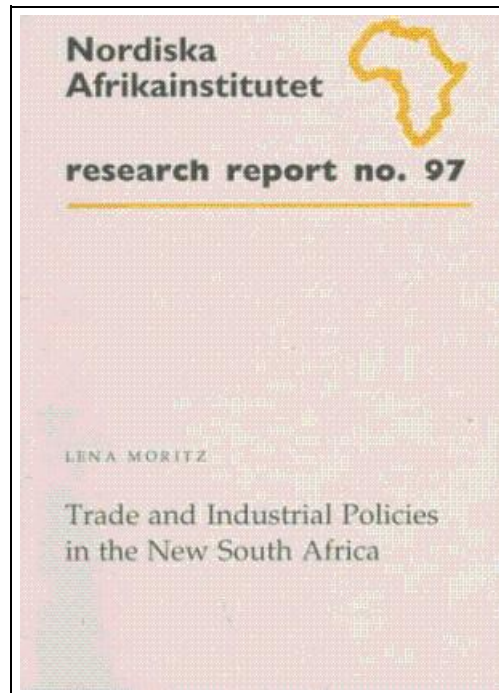 Nordiska
Afrikainstitutet
research report no. 97
LENA MORITZ
Trade and Industrial Policies
in the New South Africa